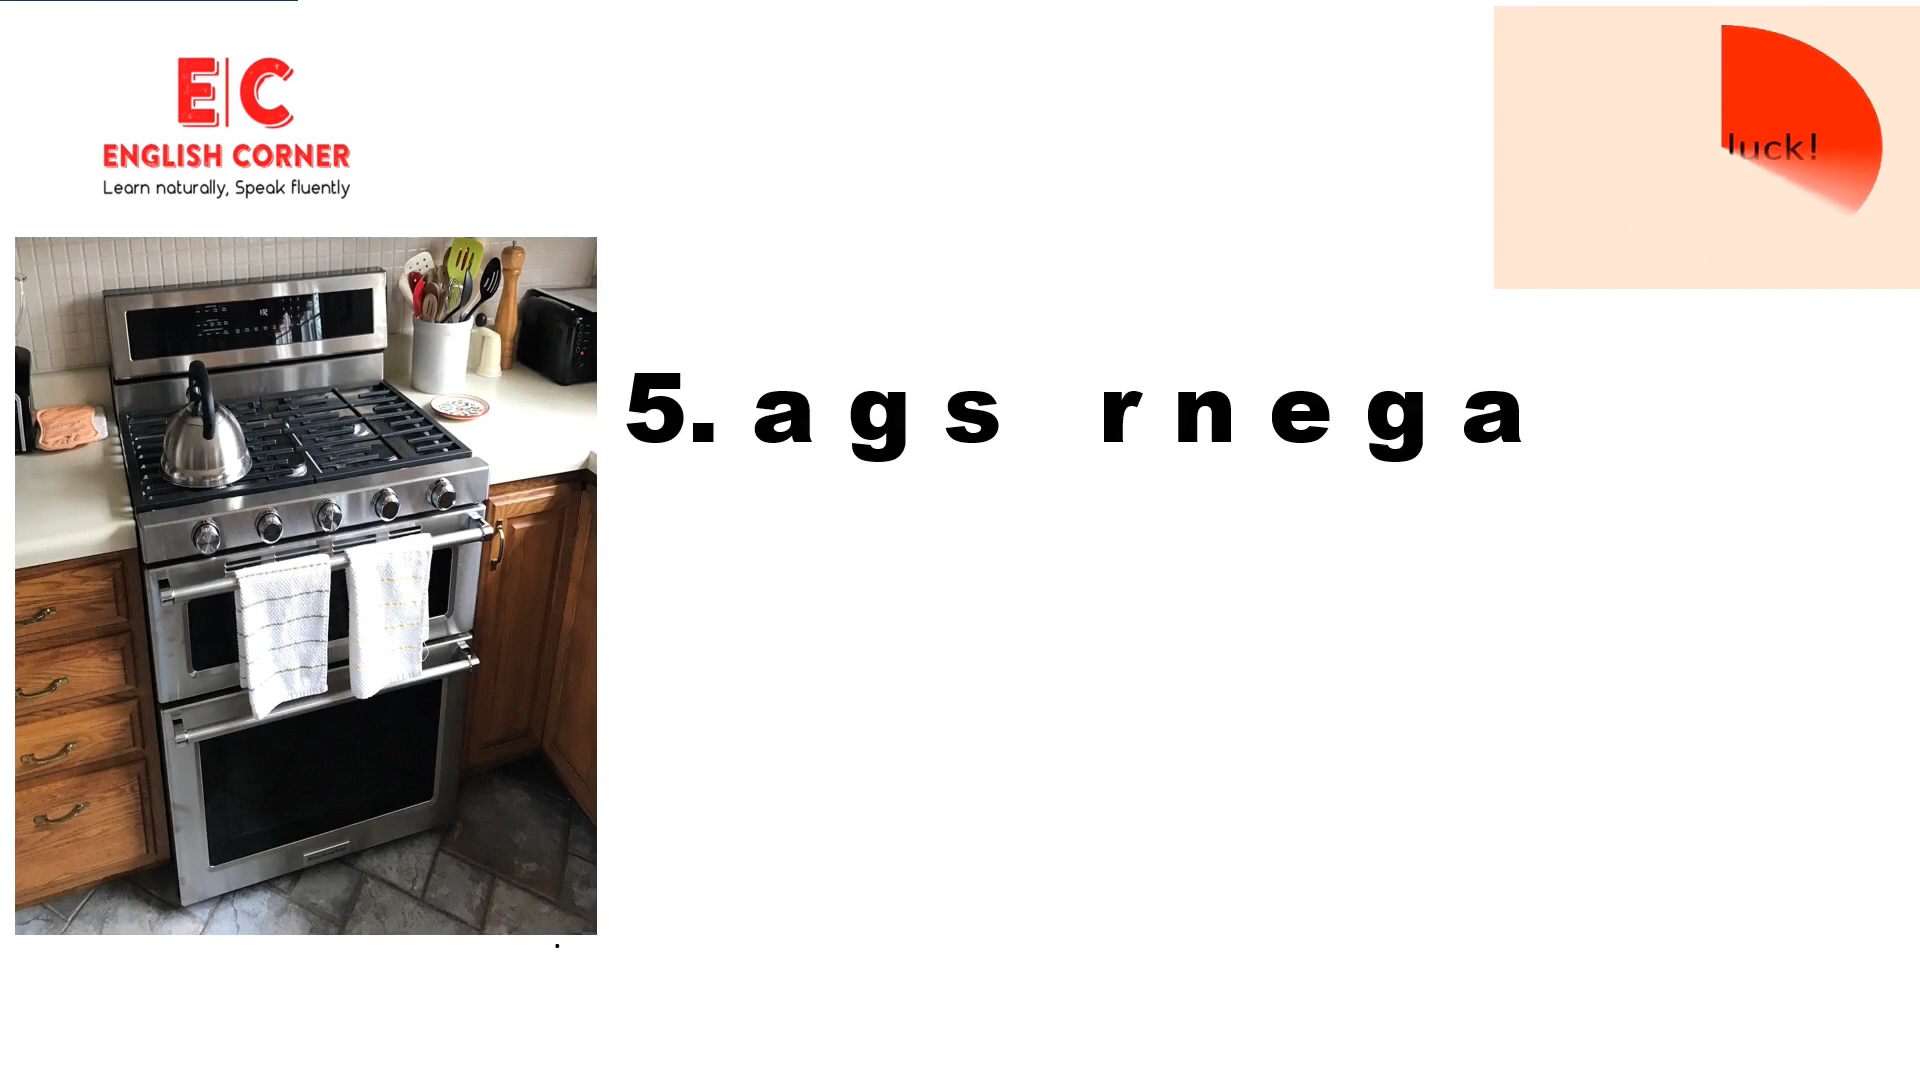 E|C
ENGLISH CORNER
Learn naturally, Speak fluently
luck!
5. a g s r n e g a